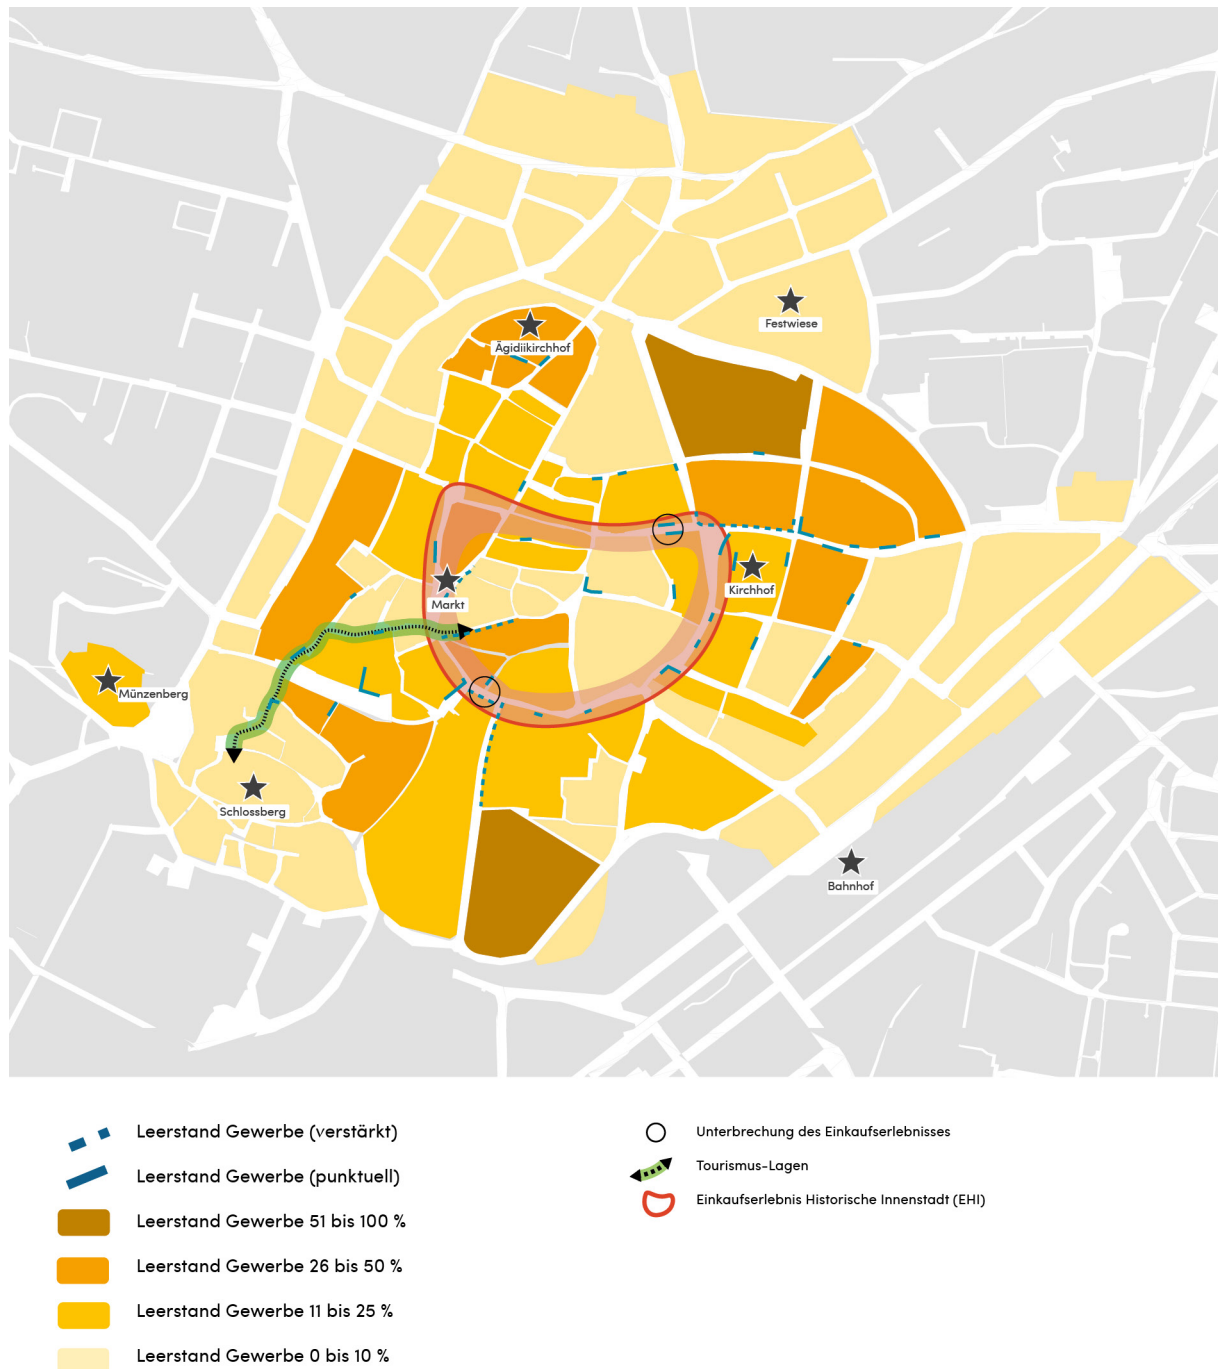 Festwiese
Ägidiikirchhof
Kirchhof
Markt
Münzenberg
Schlossberg
Bahnhof
Leerstand Gewerbe (verstärkt)
Leerstand Gewerbe (punktuell)
Leerstand Gewerbe 51 bis 100 %
Leerstand Gewerbe 26 bis 50 %
Leerstand Gewerbe 11 bis 25 %
Leerstand Gewerbe 0 bis 10 %
Unterbrechung des Einkaufserlebnisses
Tourismus-Lagen
Einkaufserlebnis Historische Innenstadt (EHI)